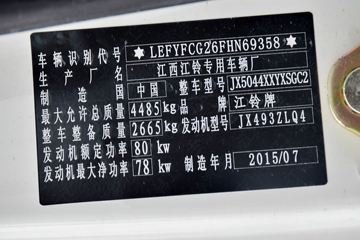 车辆识别代号 ★LEFYFCG26FHN69358★
生产厂名 江西江铃专用车辆厂
制造国 中国 整车型号 JX5044XXYXSGC2
最大允许总质量 4485kg 品牌 江铃牌
整车整备质量 2665kg 发动机型号 JX493ZLQ4
发动机额定功率 80 kw
发动机最大净功率 78 kw 制造年月 2015/07